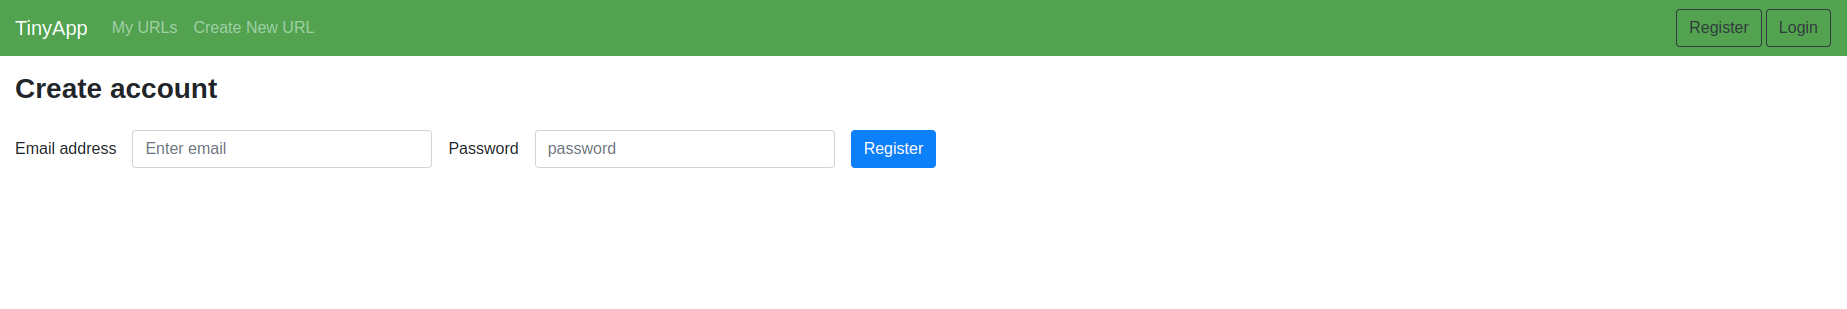 TinyApp My URLs Create New URL Register Login
Create account
Email address Enter email Password password Register